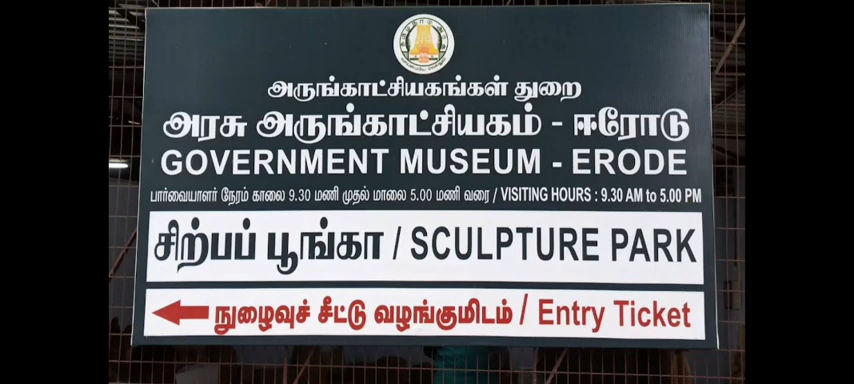 அருங்காட்சியகங்கள் துறை
அரசு அருங்காட்சியகம் - ஈரோடு
GOVERNMENT MUSEUM - ERODE
பார்வையாளர் நேரம் காலை 9.30 மணி முதல் மாலை 5.00 மணி வரை / VISITING HOURS : 9.30 AM to 5.00 PM
சிற்பப் பூங்கா / SCULPTURE PARK
நுழைவுச் சீட்டு வழங்குமிடம் / Entry Ticket